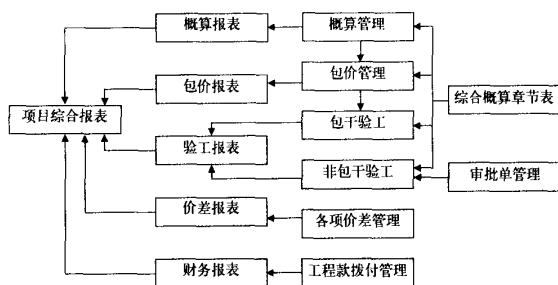 概算报表
概算管理
包价报表
包价管理
综合概算章节表
项目综合报表
包干验工
验工报表
非包干验工
审批单管理
价差报表
各项价差管理
财务报表
工程款拨付管理